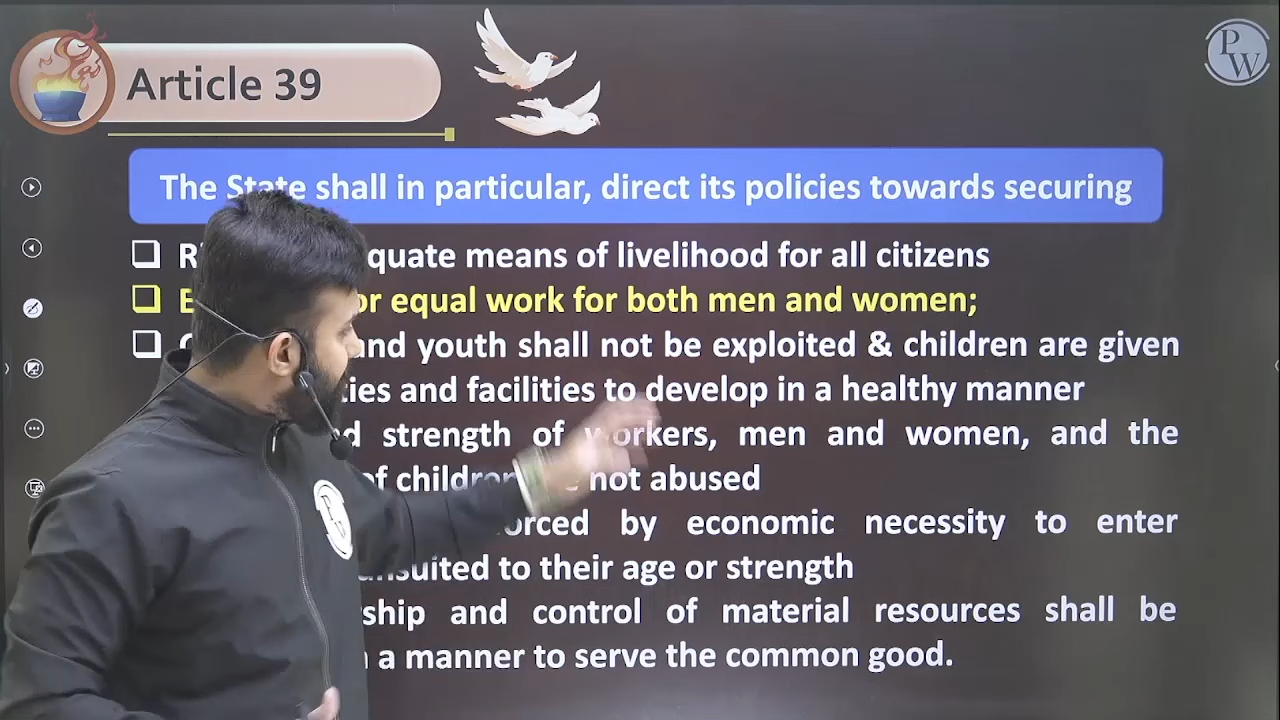 Article 39
PW
The State shall in particular, direct its policies towards securing
quate means of livelihood for all citizens
or equal work for both men and women;
and youth shall not be exploited & children are given
ties and facilities to develop in a healthy manner
d strength of workers, men and women, and the
of children not abused
orced by economic necessity to enter
unsuited to their age or strength
ship and control of material resources shall be
a manner to serve the common good.